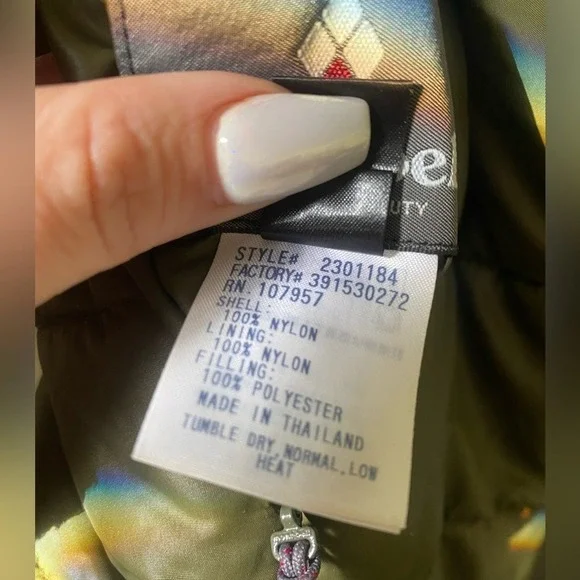 UTY
STYLE# 2301184
FACTORY# 391530272
RN. 107957
SHELL:
100% NYLON
LINING:
100% NYLON
FILLING:
100% POLYESTER
MADE IN THAILAND
TUMBLE DRY, NORMAL, LOW
HEAT